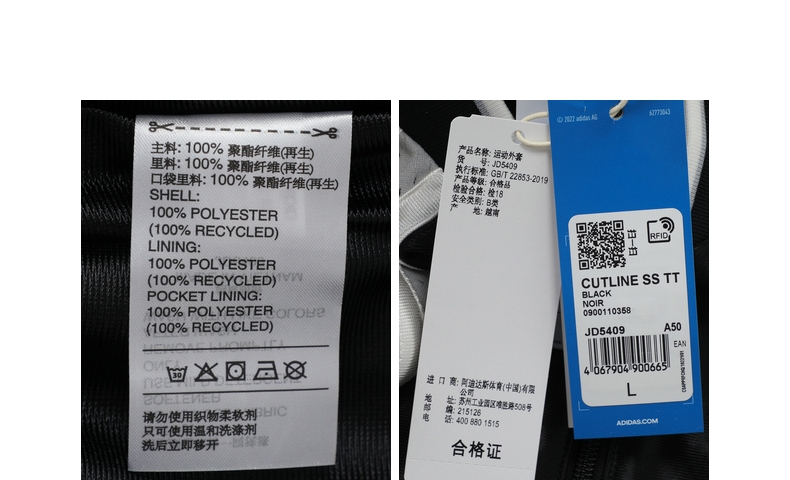 主料: 100% 聚酯纤维(再生)
里料: 100% 聚酯纤维(再生)
口袋里料: 100% 聚酯纤维(再生)
SHELL:
100% POLYESTER
(100% RECYCLED)
LINING:
100% POLYESTER
(100% RECYCLED)
POCKET LINING:
100% POLYESTER
(100% RECYCLED)
请勿使用织物柔软剂
只可使用温和洗涤剂
洗后立即移开
产品名称: 运动外套
货 号: JD5409
执行标准: GB/T 22853-2019
产品等级: 合格品
检验合格: 检18
安全类别: B类
产 地: 越南
进 口 商: 阿迪达斯体育(中国)有限公司
地 址: 苏州工业园区唯胜路508号
邮 编: 215126
电 话: 400 880 1515
合格证
© 2022 adidas AG
62773043
RFID
CUTLINE SS TT
BLACK
NOIR
0900110358
JD5409 A50
EAN
4 067904 900665
L
ADIDAS.COM